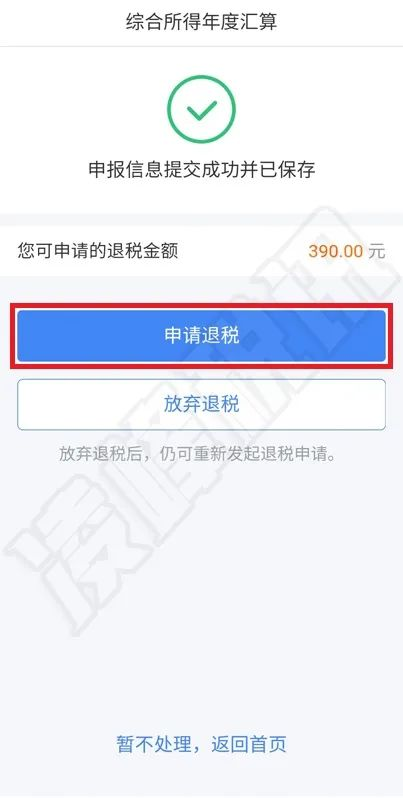 综合所得年度汇算
申报信息提交成功并已保存
您可申请的退税金额 390.00 元
申请退税
放弃退税
放弃退税后，仍可重新发起退税申请。
暂不处理，返回首页